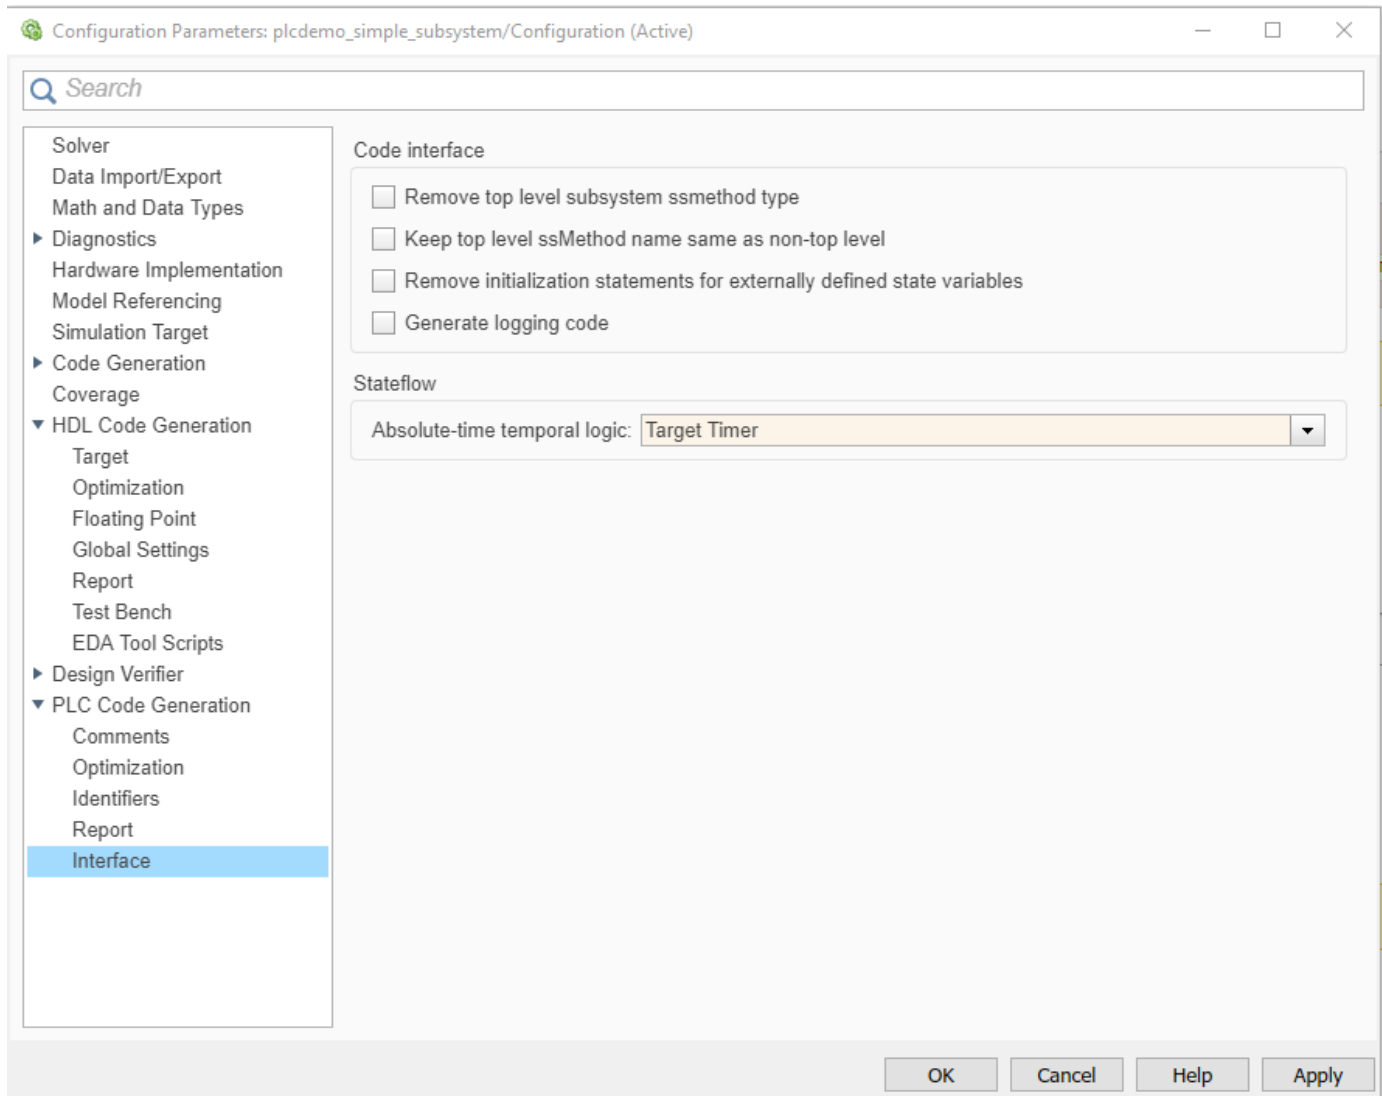 Configuration Parameters: plcdemo_simple_subsystem/Configuration (Active)
Search
Solver
Data Import/Export
Math and Data Types
Diagnostics
Hardware Implementation
Model Referencing
Simulation Target
Code Generation
Coverage
HDL Code Generation
Target
Optimization
Floating Point
Global Settings
Report
Test Bench
EDA Tool Scripts
Design Verifier
PLC Code Generation
Comments
Optimization
Identifiers
Report
Interface
Code interface
Remove top level subsystem ssmethod type
Keep top level ssMethod name same as non-top level
Remove initialization statements for externally defined state variables
Generate logging code
Stateflow
Absolute-time temporal logic: Target Timer
OK Cancel Help Apply